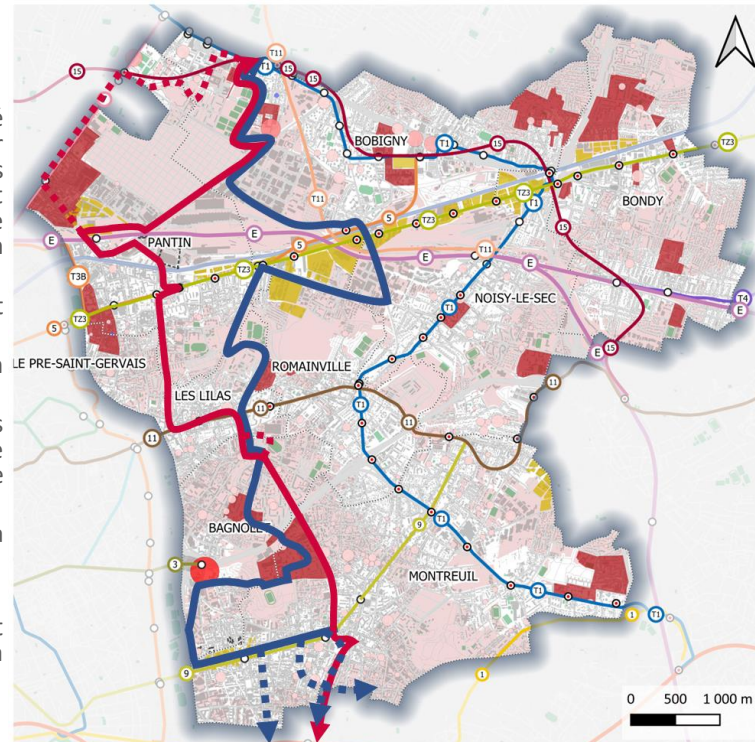 T11
T1
15
15
15
BOBIGNY
T1
15
TZ3
T11
TZ3
T1
BONDY
5
TZ3
15
E
E
PANTIN
5
E
T11
E
T3B
TZ3
NOISY-LE-SEC
T1
T4
E
5
TZ3
E
15
LE PRE-SAINT-GERVAIS
ROMAINVILLE
LES LILAS
11
11
T1
11
11
BAGNOLET
9
T1
3
MONTREUIL
T1
1
T1
9
1
0 500 1 000 m